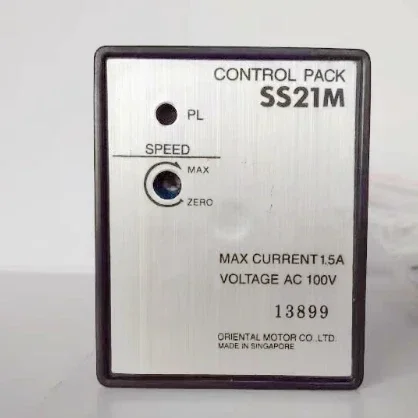 CONTROL PACK
SS21M
PL
SPEED
MAX
ZERO
MAX CURRENT 1.5A
VOLTAGE AC 100V
13899
ORIENTAL MOTOR CO.,LTD.
MADE IN SINGAPORE